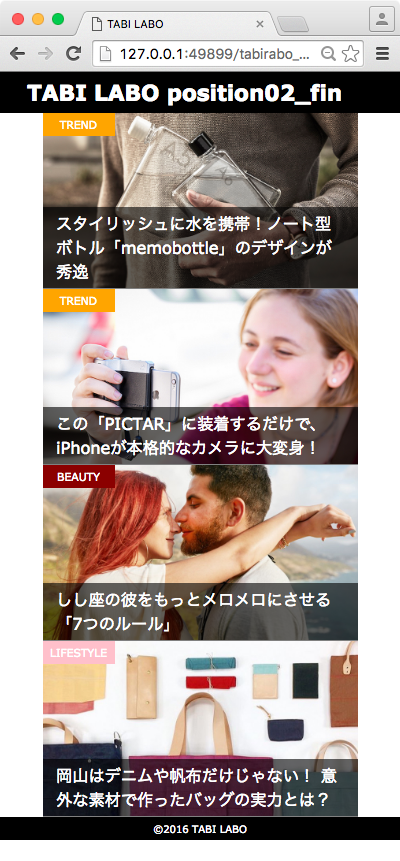 TABI LABO
127.0.0.1:49899/tabirabo_...
TABI LABO position02_fin
TREND
A5
A6
スタイリッシュに水を携帯！ノート型
ボトル「memobottle」のデザインが
秀逸
TREND
この「PICTAR」に装着するだけで、
iPhoneが本格的なカメラに大変身！
BEAUTY
しし座の彼をもっとメロメロにさせる
「7つのルール」
LIFESTYLE
岡山はデニムや帆布だけじゃない！ 意
外な素材で作ったバッグの実力とは？
©2016 TABI LABO